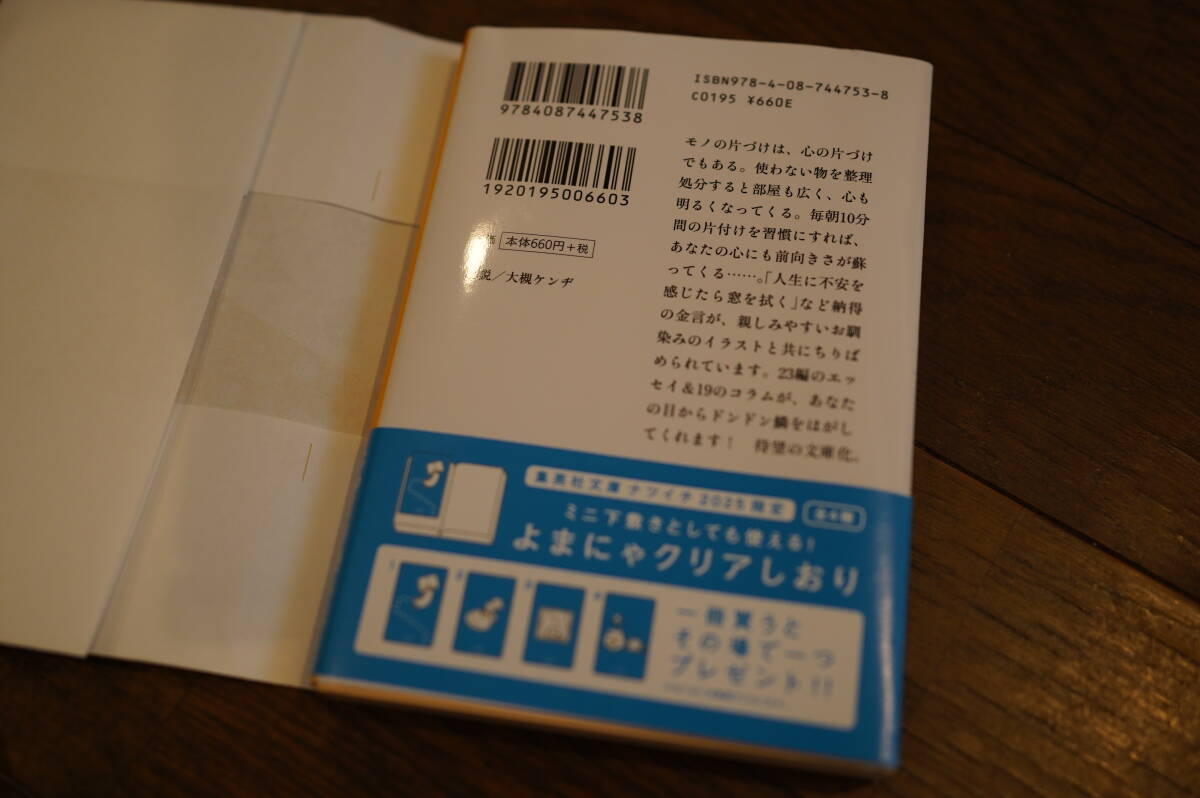 ISBN978-4-08-744753-8
C0195 ¥660E
9784087447538
1920195006603
本体660円+税
説/大槻ケンヂ
モノの片づけは、心の片づけ
でもある。使わない物を整理
処分すると部屋も広く、心も
明るくなってくる。毎朝10分
間の片付けを習慣にすれば、
あなたの心にも前向きさが蘇
ってくる……。「人生に不安を
感じたら窓を拭く」など納得
の金言が、親しみやすいお馴
染みのイラストと共にちりば
められています。23編のエッ
セイ&19のコラムが、あなた
の目からドンドン鱗をはがし
てくれます! 待望の文庫化。
集英社文庫 ナツイチ2025限定
全4種
ミニ下敷きとしても使える!
よまにゃクリアしおり
1 2 3 4
一冊買うと
その場で一つ
プレゼント!!